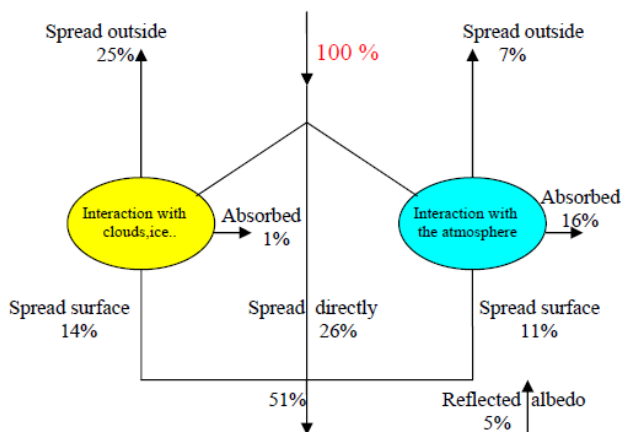 Spread outside
25%
100 %
Spread outside
7%
Interaction with
clouds,ice..
Absorbed
1%
Interaction with
the atmosphere
Absorbed
16%
Spread surface
14%
Spread directly
26%
Spread surface
11%
51%
Reflected albedo
5%